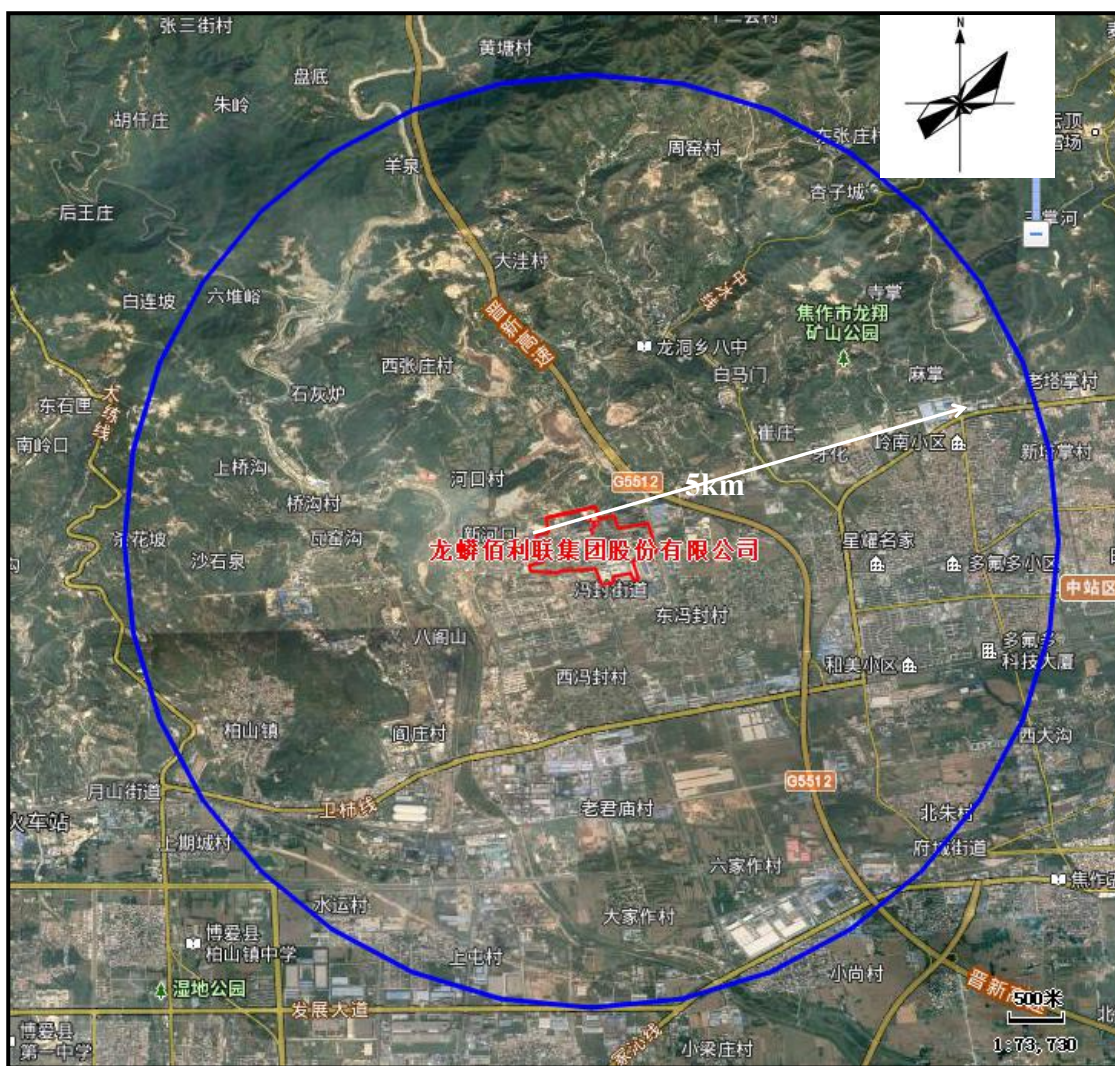 张三街村
黄塘村
N
盘底
朱岭
胡仟庄
羊泉
周窑村
东张庄村
杏子城
后王庄
大洼村
三掌河
白连坡
六堆峪
中水线
寺掌
焦作市龙翔
矿山公园
晋新高速
龙洞乡八中
西张庄村
白马门
麻掌
老塔掌村
石灰炉
东石匣
太练线
南岭口
崔庄
岭南小区
新塔掌村
上桥沟
河口村
G5512
5km
桥沟村
新河口
茶花坡
瓦窑沟
沙石泉
龙蟒佰利联集团股份有限公司
星耀名家
多氟多小区
冯封街道
中站区
东冯封村
八阁山
多氟多
科技大厦
和美小区
西冯封村
柏山镇
阎庄村
西大沟
G5512
月山街道
卫柿线
老君庙村
北朱村
火车站
上期城村
府城街道
六家作村
水运村
大家作村
博爱县
柏山镇中学
上屯村
小尚村
湿地公园
晋新高速
500米
发展大道
家沁线
小梁庄村
博爱县
第一中学
1:73,730